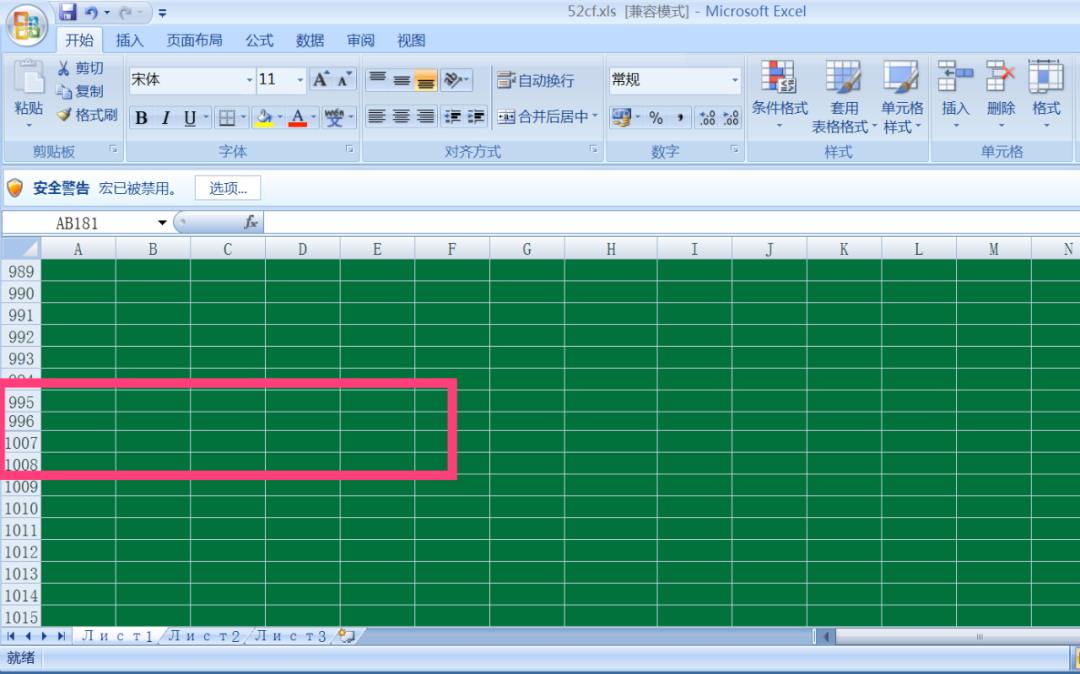 52cf.xls [兼容模式] - Microsoft Excel
开始 插入 页面布局 公式 数据 审阅 视图
粘贴 剪切 复制 格式刷
宋体 11 A A
B I U A 變
自动换行
合并后居中
常规
% , .00 .00
条件格式 套用 表格格式 单元格 样式
插入 删除 格式
剪贴板 字体 对齐方式 数字 样式 单元格
安全警告 宏已被禁用。 选项...
AB181 fx
A B C D E F G H I J K L M N
989
990
991
992
993
994
995
996
1007
1008
1009
1010
1011
1012
1013
1014
1015
Лист1 Лист2 Лист3
就绪